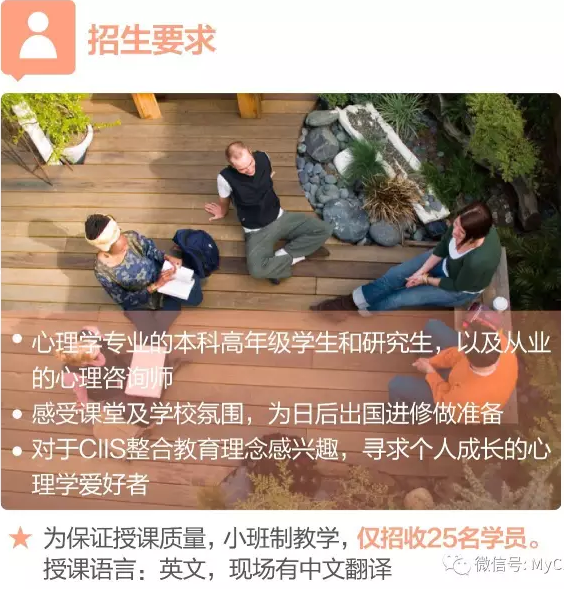 招生要求
• 心理学专业的本科高年级学生和研究生，以及从业
的心理咨询师
• 感受课堂及学校氛围，为日后出国进修做准备
• 对于CIIS整合教育理念感兴趣，寻求个人成长的心
理学爱好者
★ 为保证授课质量，小班制教学，仅招收25名学员。
授课语言：英文，现场有中文翻译
微信号: MyC